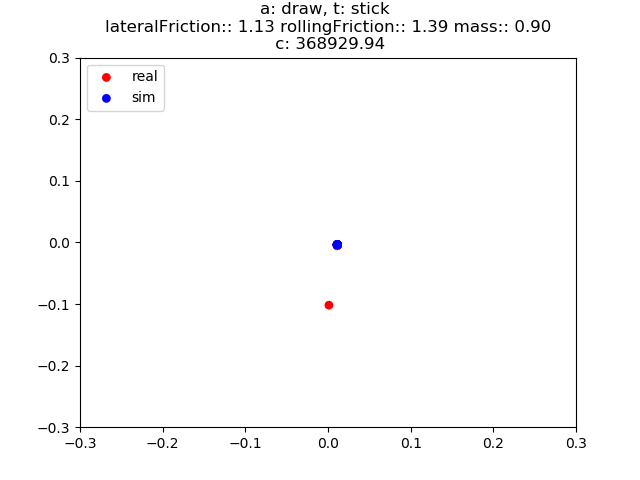 a: draw, t: stick
lateralFriction:: 1.13 rollingFriction:: 1.39 mass:: 0.90
c: 368929.94
real
sim
0.3
0.2
0.1
0.0
−0.1
−0.2
−0.3
−0.3 −0.2 −0.1 0.0 0.1 0.2 0.3